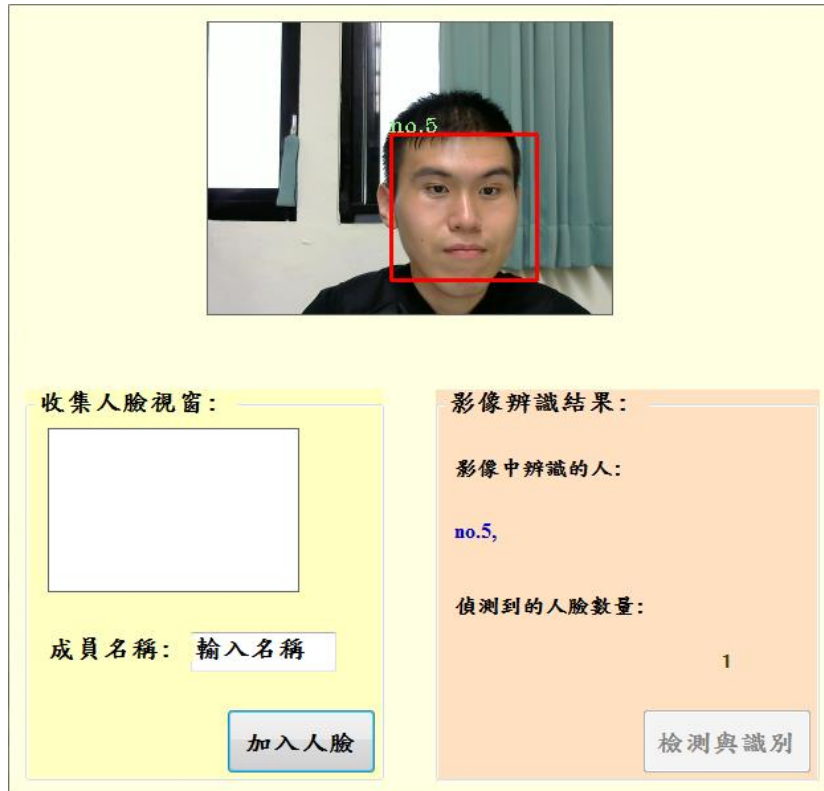 no.5
收集人臉視窗:
成員名稱: 輸入名稱
加入人臉
影像辨識結果:
影像中辨識的人:
no.5,
偵測到的人臉數量:
1
檢測與識別